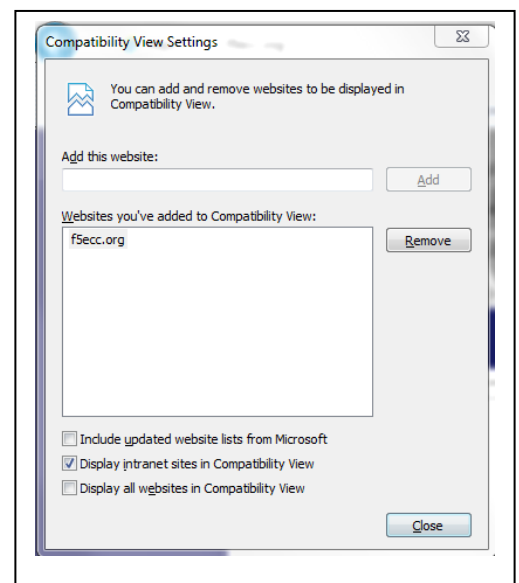 Compatibility View Settings
You can add and remove websites to be displayed in
Compatibility View.
Add this website:
Add
Websites you've added to Compatibility View:
f5ecc.org
Remove
Include updated website lists from Microsoft
Display intranet sites in Compatibility View
Display all websites in Compatibility View
Close